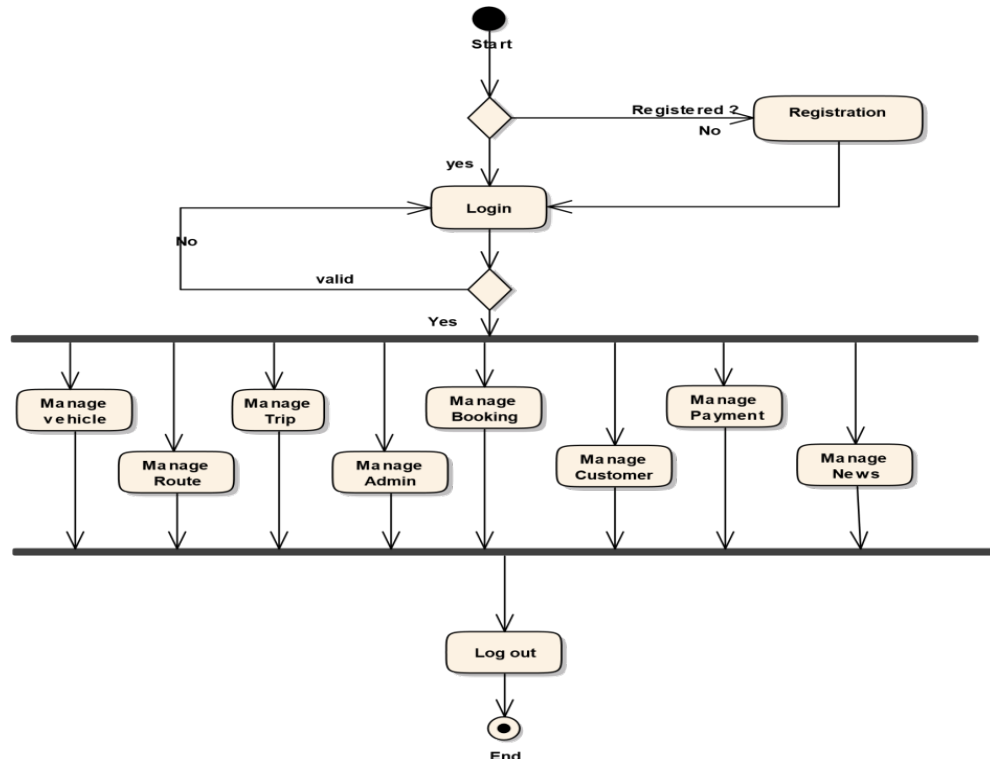 Start
Registered ?
No
Registration
yes
Login
No
valid
Yes
Manage
vehicle
Manage
Route
Manage
Trip
Manage
Admin
Manage
Booking
Manage
Customer
Manage
Payment
Manage
News
Log out
End